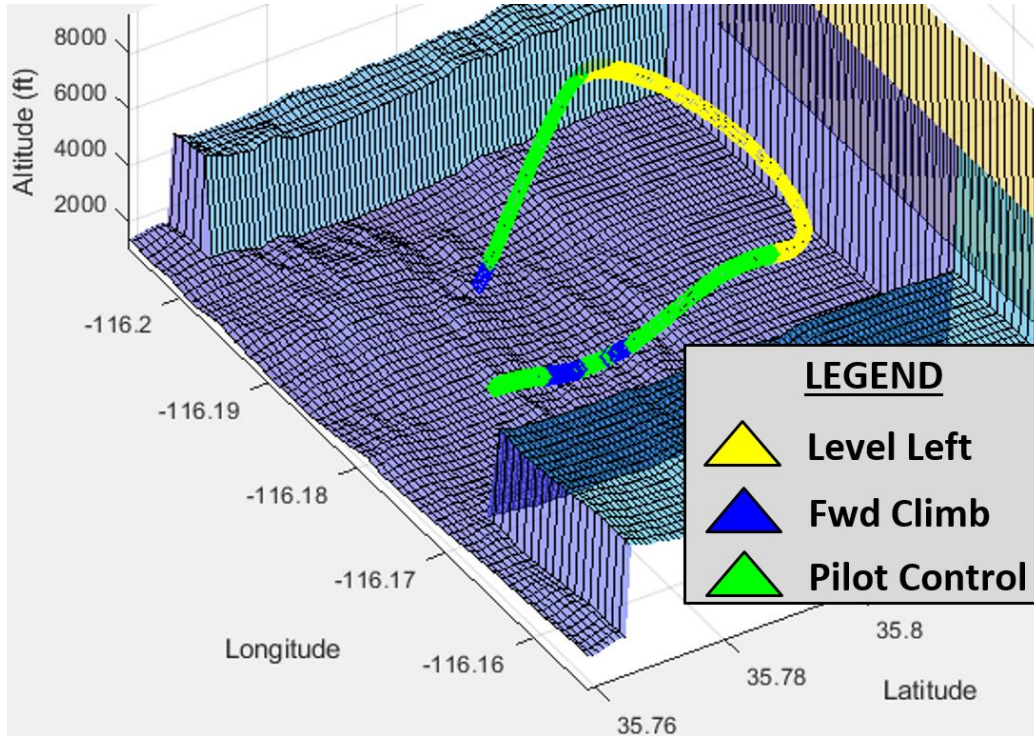 8000
6000
4000
2000
Altitude (ft)
-116.2
-116.19
-116.18
-116.17
-116.16
Longitude
35.76
35.78
35.8
Latitude
LEGEND
Level Left
Fwd Climb
Pilot Control